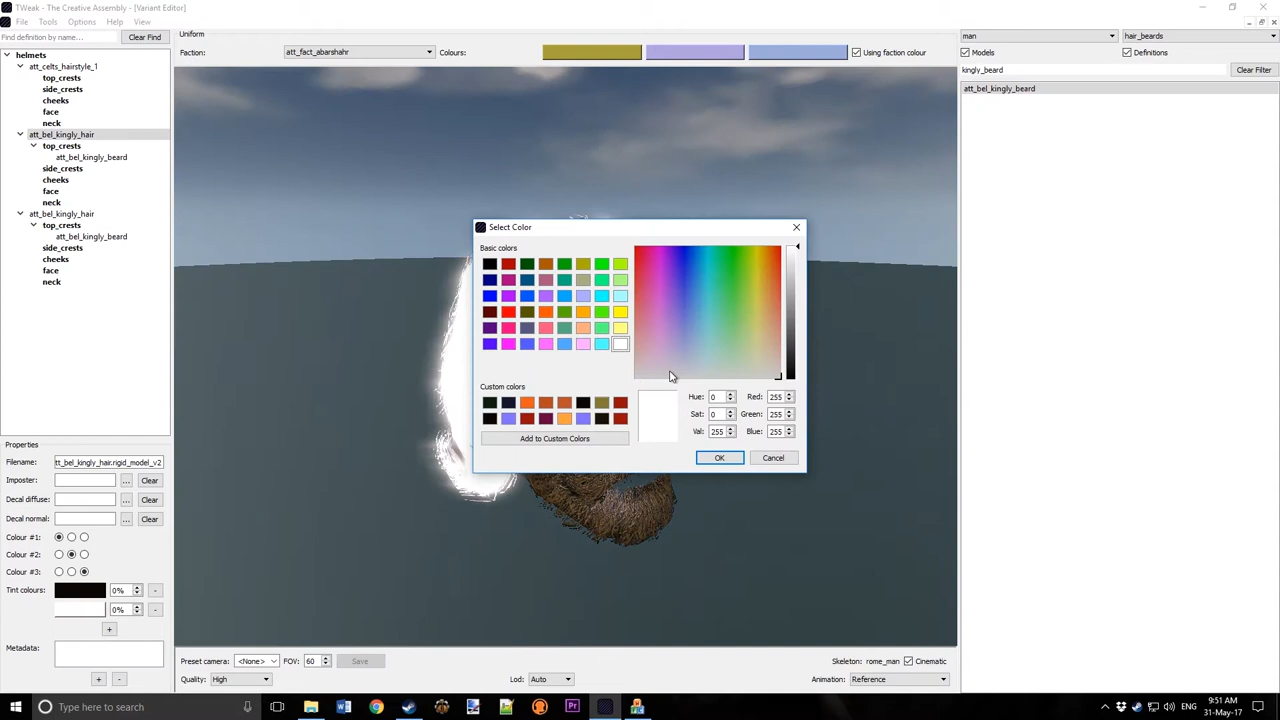 TWeak - The Creative Assembly - [Variant Editor]
File Tools Options Help View
Find definition by name... Clear Find
helmets
att_celts_hairstyle_1
top_crests
side_crests
cheeks
face
neck
att_bel_kingly_hair
top_crests
att_bel_kingly_beard
side_crests
cheeks
face
neck
att_bel_kingly_hair
top_crests
att_bel_kingly_beard
side_crests
cheeks
face
neck
Properties
Filename: tt_bel_kingly_hair.rigid_model_v2
Imposter: ... Clear
Decal diffuse: ... Clear
Decal normal: ... Clear
Colour #1:
Colour #2:
Colour #3:
Tint colours: 0% -
0% -
+
Metadata:
+ -
Uniform
Faction: att_fact_abarshahr Colours: Using faction colour
Select Color
Basic colors
Custom colors
Add to Custom Colors
Hue: 0 Red: 255
Sat: 0 Green: 255
Val: 255 Blue: 255
OK Cancel
Preset camera: <None> FOV: 60 Save Skeleton: rome_man Cinematic
Quality: High Lod: Auto Animation: Reference
man hair_beards
Models Definitions
kingly_beard Clear Filter
att_bel_kingly_beard
Type here to search
9:51 AM
31-May-17